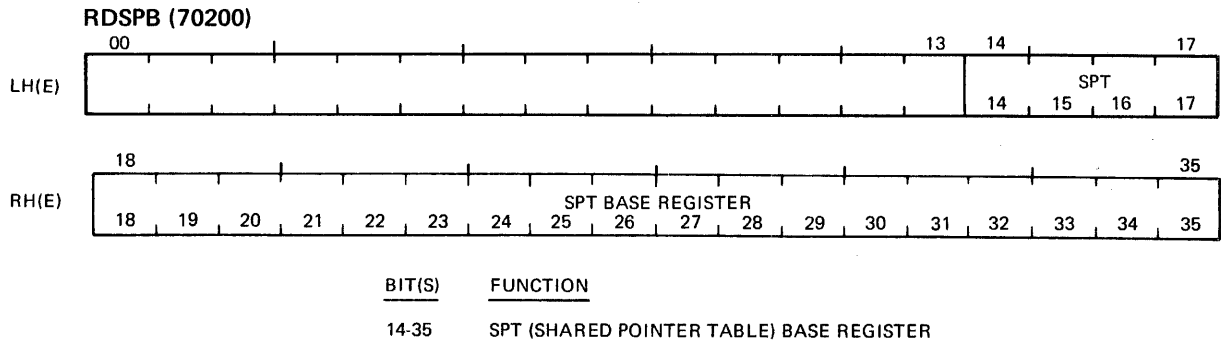 RDSPB (70200)
00 13 14 17
LH(E) SPT
14 15 16 17
18 35
RH(E) SPT BASE REGISTER
18 19 20 21 22 23 24 25 26 27 28 29 30 31 32 33 34 35
BIT(S) FUNCTION
14-35 SPT (SHARED POINTER TABLE) BASE REGISTER